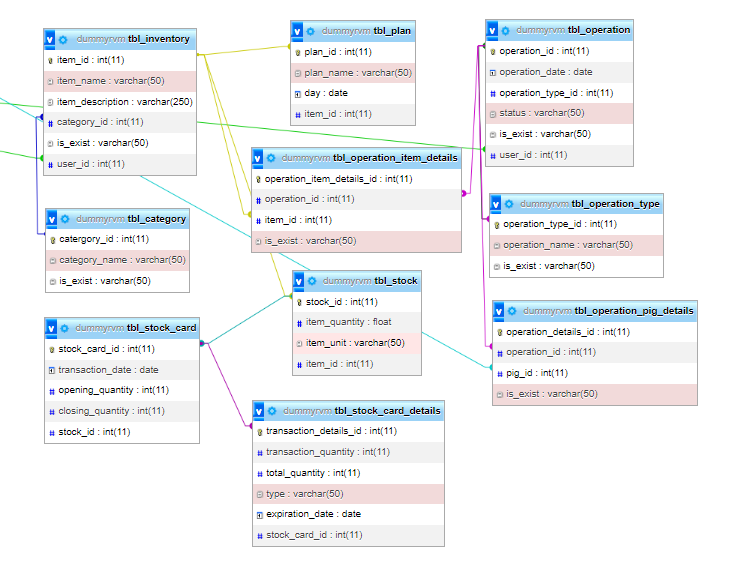 v dummyrvm tbl_inventory
item_id : int(11)
item_name : varchar(50)
item_description : varchar(250)
category_id : int(11)
is_exist : varchar(50)
user_id : int(11)
v dummyrvm tbl_plan
plan_id : int(11)
plan_name : varchar(50)
day : date
item_id : int(11)
v dummyrvm tbl_operation
operation_id : int(11)
operation_date : date
operation_type_id : int(11)
status : varchar(50)
is_exist : varchar(50)
user_id : int(11)
v dummyrvm tbl_operation_item_details
operation_item_details_id : int(11)
operation_id : int(11)
item_id : int(11)
is_exist : varchar(50)
v dummyrvm tbl_operation_type
operation_type_id : int(11)
operation_name : varchar(50)
is_exist : varchar(50)
v dummyrvm tbl_category
catergory_id : int(11)
category_name : varchar(50)
is_exist : varchar(50)
v dummyrvm tbl_stock
stock_id : int(11)
item_quantity : float
item_unit : varchar(50)
item_id : int(11)
v dummyrvm tbl_operation_pig_details
operation_details_id : int(11)
operation_id : int(11)
pig_id : int(11)
is_exist : varchar(50)
v dummyrvm tbl_stock_card
stock_card_id : int(11)
transaction_date : date
opening_quantity : int(11)
closing_quantity : int(11)
stock_id : int(11)
v dummyrvm tbl_stock_card_details
transaction_details_id : int(11)
transaction_quantity : int(11)
total_quantity : int(11)
type : varchar(50)
expiration_date : date
stock_card_id : int(11)